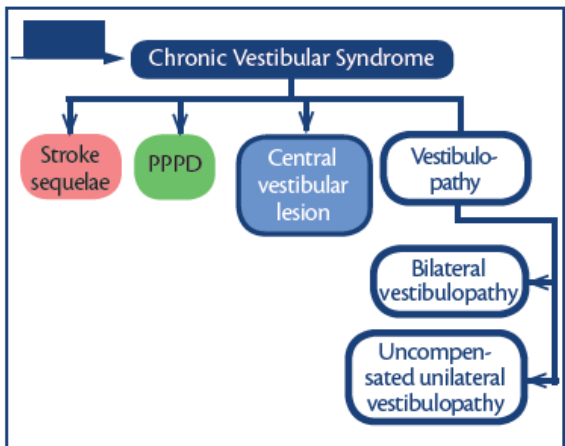 Chronic Vestibular Syndrome
Stroke
sequelae
PPPD
Central
vestibular
lesion
Vestibulo-
pathy
Bilateral
vestibulopathy
Uncompen-
sated unilateral
vestibulopathy